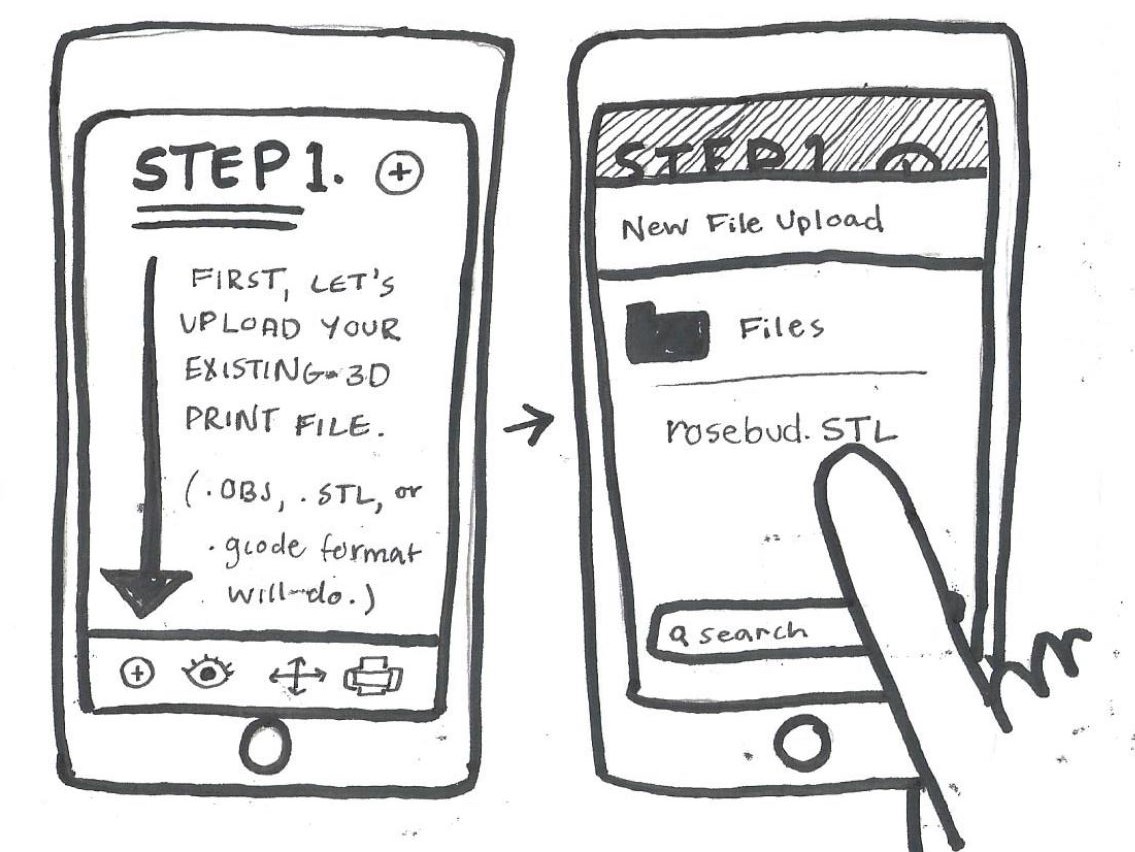 STEP 1.
FIRST, LET'S
UPLOAD YOUR
EXISTING 3D
PRINT FILE.
(.OBJ, .STL, or
.gcode format
will do.)
STEP 1
New File Upload
Files
rosebud.STL
search